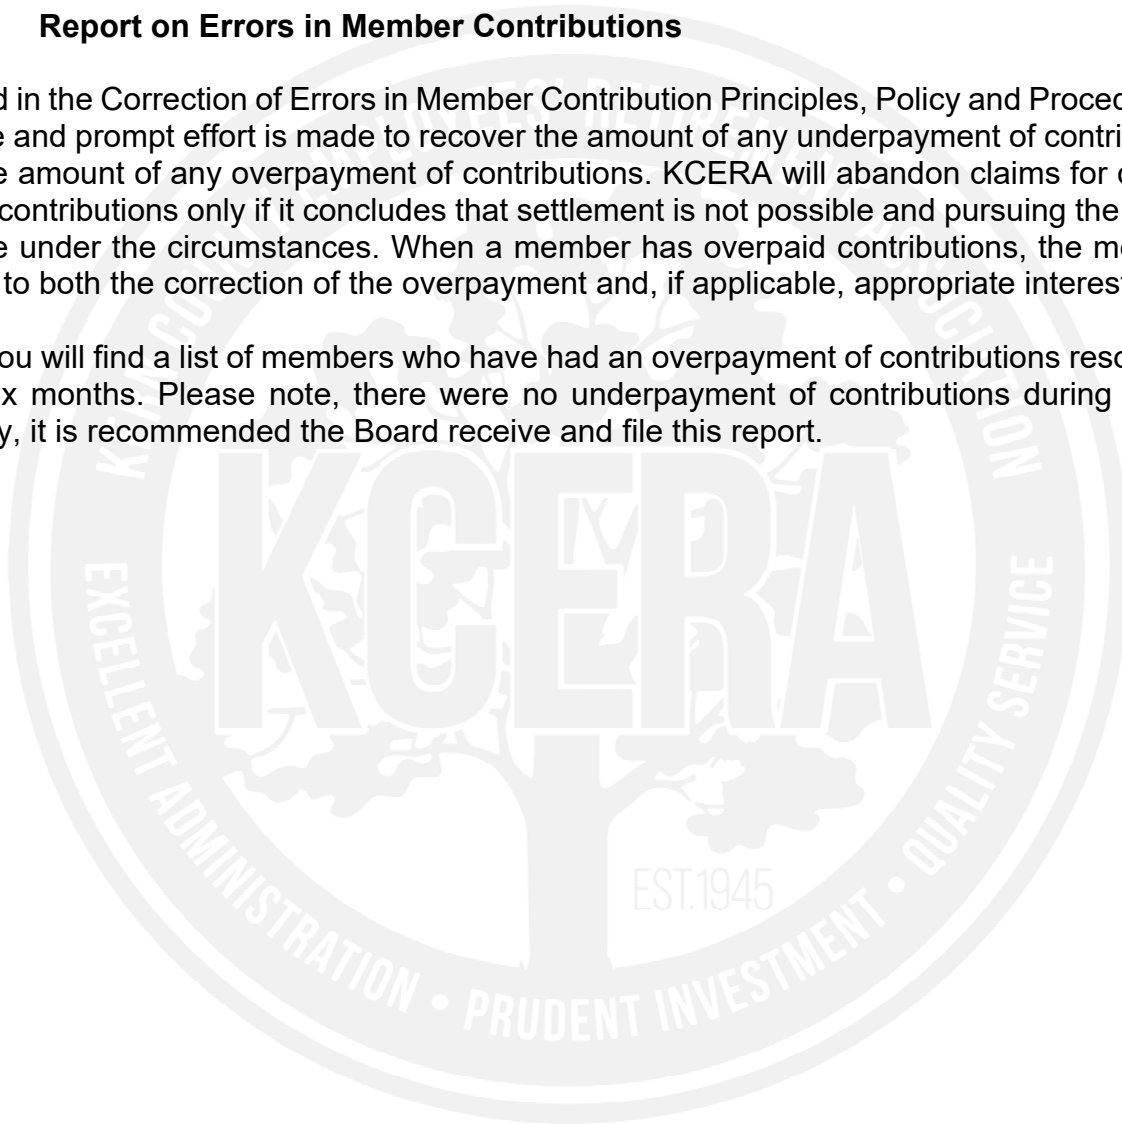 Report on Errors in Member Contributions
d in the Correction of Errors in Member Contribution Principles, Policy and Proced
e and prompt effort is made to recover the amount of any underpayment of contri
e amount of any overpayment of contributions. KCERA will abandon claims for o
contributions only if it concludes that settlement is not possible and pursuing the
e under the circumstances. When a member has overpaid contributions, the me
to both the correction of the overpayment and, if applicable, appropriate interest
ou will find a list of members who have had an overpayment of contributions reso
x months. Please note, there were no underpayment of contributions during
y, it is recommended the Board receive and file this report.
KERN COUNTY EMPLOYEES' RETIREMENT ASSOCIATION
KCERA
EST.1945
EXCELLENT ADMINISTRATION • PRUDENT INVESTMENT • QUALITY SERVICE